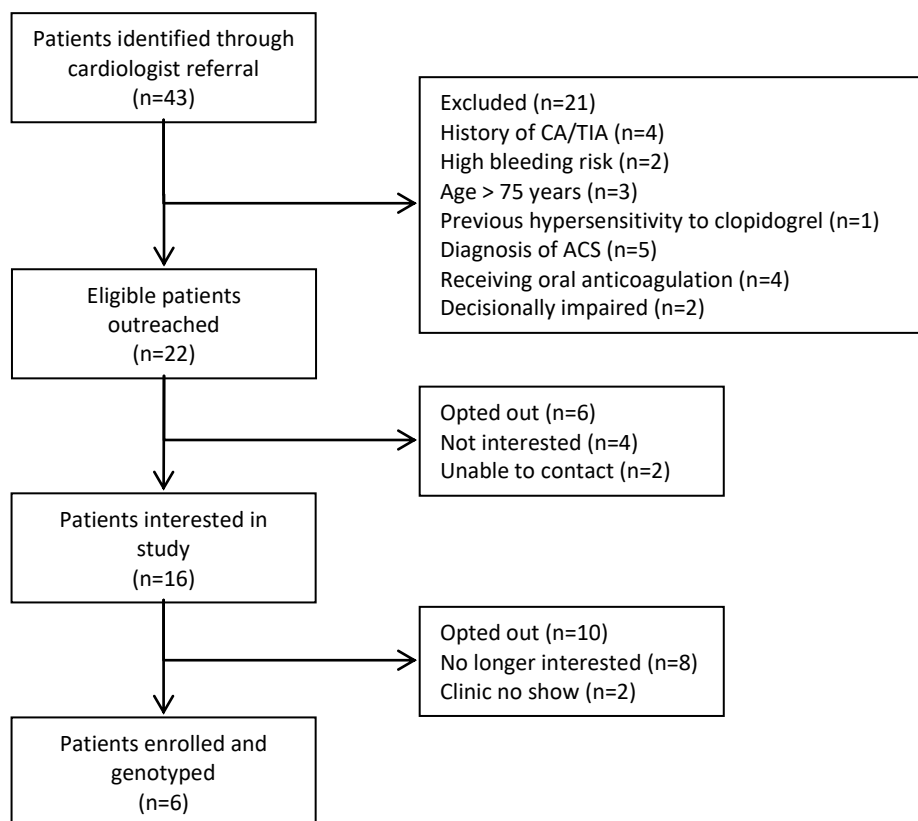 Patients identified through
cardiologist referral
(n=43)
Excluded (n=21)
History of CA/TIA (n=4)
High bleeding risk (n=2)
Age > 75 years (n=3)
Previous hypersensitivity to clopidogrel (n=1)
Diagnosis of ACS (n=5)
Receiving oral anticoagulation (n=4)
Decisionally impaired (n=2)
Eligible patients
outreached
(n=22)
Opted out (n=6)
Not interested (n=4)
Unable to contact (n=2)
Patients interested in
study
(n=16)
Opted out (n=10)
No longer interested (n=8)
Clinic no show (n=2)
Patients enrolled and
genotyped
(n=6)